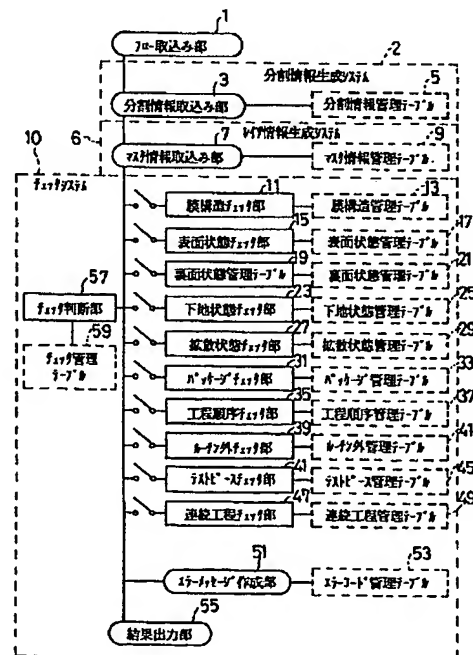 1
フロー取込み部
2
分割情報生成システム
3
5
分割情報取込み部
分割情報管理テーブル
6
レイア情報生成システム
7
9
マスタ情報取込み部
マスタ情報管理テーブル
10
チェックシステム
11
13
膜構造チェック部
膜構造管理テーブル
15
17
表面状態チェック部
表面状態管理テーブル
19
21
裏面状態管理テーブル
裏面状態管理テーブル
23
25
下地状態チェック部
下地状態管理テーブル
57
チェック判断部
27
29
拡散状態チェック部
拡散状態管理テーブル
59
チェック管理
テーブル
31
33
パッケージチェック部
パッケージ管理テーブル
35
37
工程順序チェック部
工程順序管理テーブル
39
41
ルーチン外チェック部
ルーチン外管理テーブル
41
45
テストピースチェック部
テストピース管理テーブル
47
49
連続工程チェック部
連続工程管理テーブル
51
53
エラーメッセージ作成部
エラーコード管理テーブル
55
結果出力部